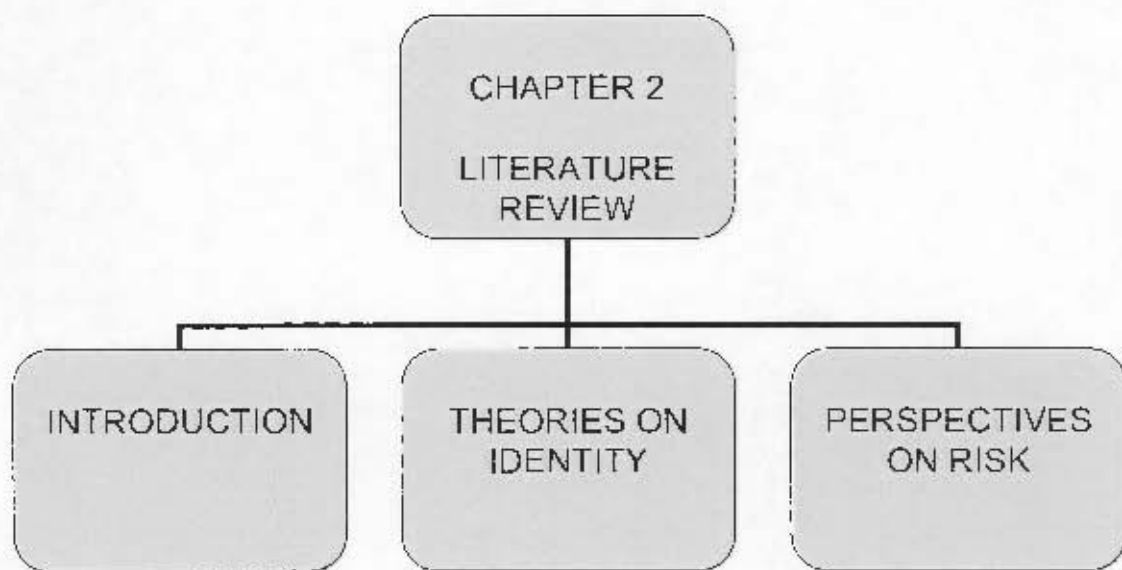 CHAPTER 2
LITERATURE
REVIEW
INTRODUCTION
THEORIES ON
IDENTITY
PERSPECTIVES
ON RISK